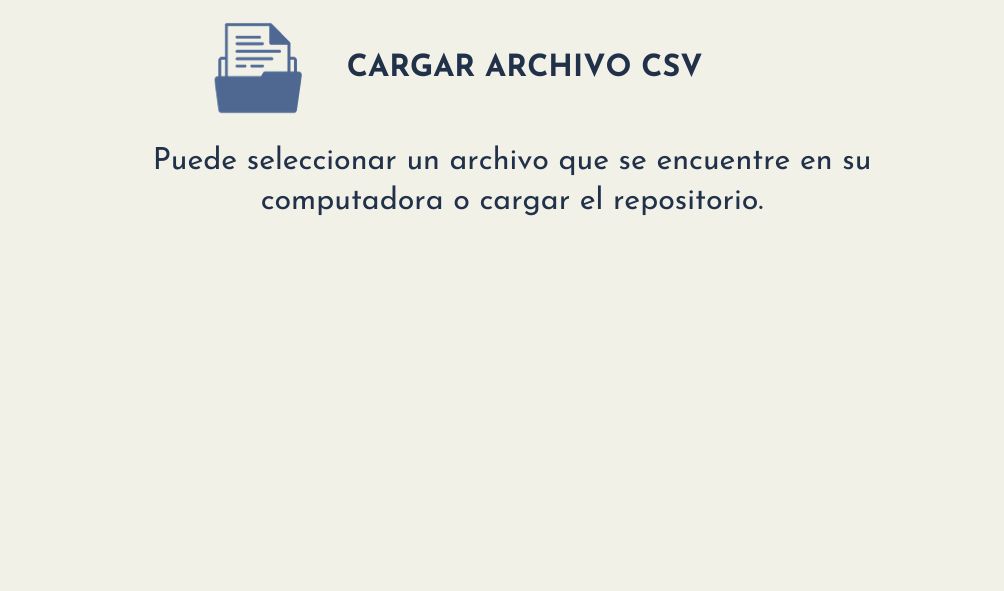 CARGAR ARCHIVO CSV
Puede seleccionar un archivo que se encuentre en su
computadora o cargar el repositorio.